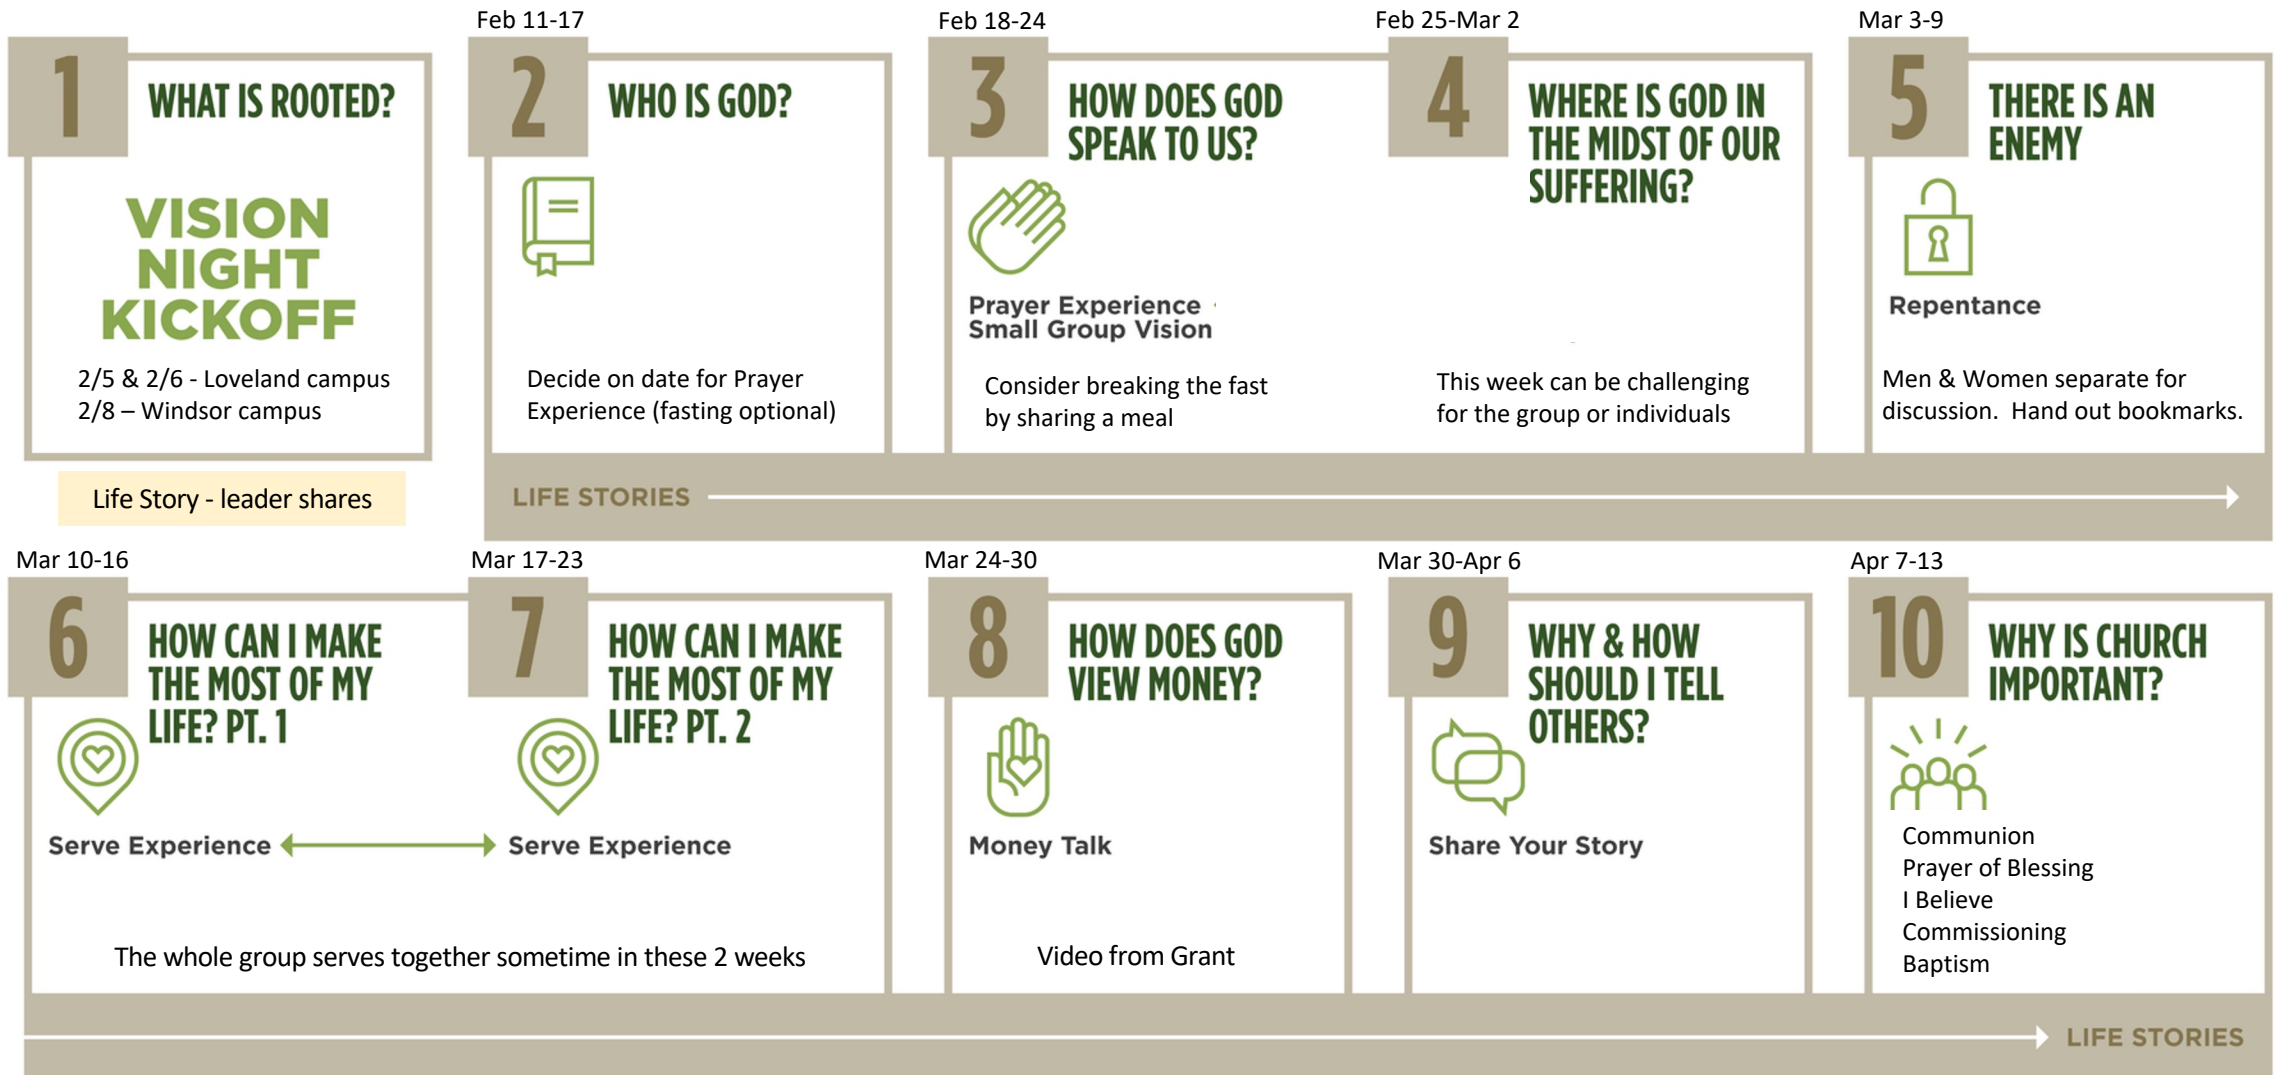 1
WHAT IS ROOTED?
VISION
NIGHT
KICKOFF
2/5 & 2/6 - Loveland campus
2/8 – Windsor campus
Life Story - leader shares
Feb 11-17
2
WHO IS GOD?
Decide on date for Prayer
Experience (fasting optional)
Feb 18-24
3
HOW DOES GOD
SPEAK TO US?
Prayer Experience
Small Group Vision
Consider breaking the fast
by sharing a meal
Feb 25-Mar 2
4
WHERE IS GOD IN
THE MIDST OF OUR
SUFFERING?
This week can be challenging
for the group or individuals
Mar 3-9
5
THERE IS AN
ENEMY
Repentance
Men & Women separate for
discussion.  Hand out bookmarks.
LIFE STORIES
Mar 10-16
6
HOW CAN I MAKE
THE MOST OF MY
LIFE? PT. 1
Serve Experience
Mar 17-23
7
HOW CAN I MAKE
THE MOST OF MY
LIFE? PT. 2
Serve Experience
The whole group serves together sometime in these 2 weeks
Mar 24-30
8
HOW DOES GOD
VIEW MONEY?
Money Talk
Video from Grant
Mar 30-Apr 6
9
WHY & HOW
SHOULD I TELL
OTHERS?
Share Your Story
Apr 7-13
10
WHY IS CHURCH
IMPORTANT?
Communion
Prayer of Blessing
I Believe
Commissioning
Baptism
LIFE STORIES